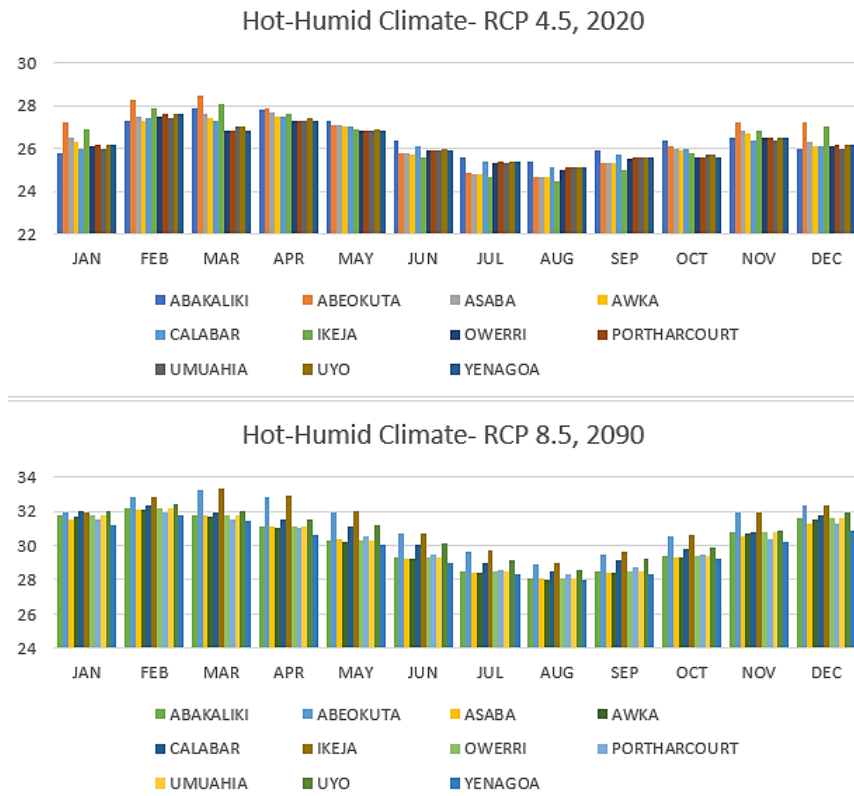 Hot-Humid Climate- RCP 4.5, 2020
30
28
26
24
22
JAN FEB MAR APR MAY JUN JUL AUG SEP OCT NOV DEC
ABAKALIKI ABEOKUTA ASABA AWKA
CALABAR IKEJA OWERRI PORTHARCOURT
UMUAHIA UYO YENAGOA
Hot-Humid Climate- RCP 8.5, 2090
34
32
30
28
26
24
JAN FEB MAR APR MAY JUN JUL AUG SEP OCT NOV DEC
ABAKALIKI ABEOKUTA ASABA AWKA
CALABAR IKEJA OWERRI PORTHARCOURT
UMUAHIA UYO YENAGOA